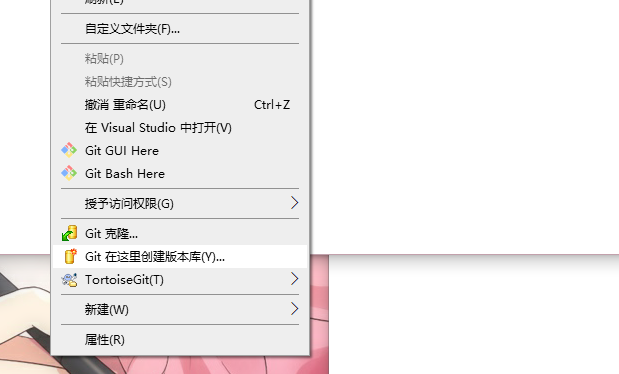 刷新(E)
自定义文件夹(F)...
粘贴(P)
粘贴快捷方式(S)
撤消 重命名(U) Ctrl+Z
在 Visual Studio 中打开(V)
Git GUI Here
Git Bash Here
授予访问权限(G)
Git 克隆...
Git 在这里创建版本库(Y)...
TortoiseGit(T)
新建(W)
属性(R)